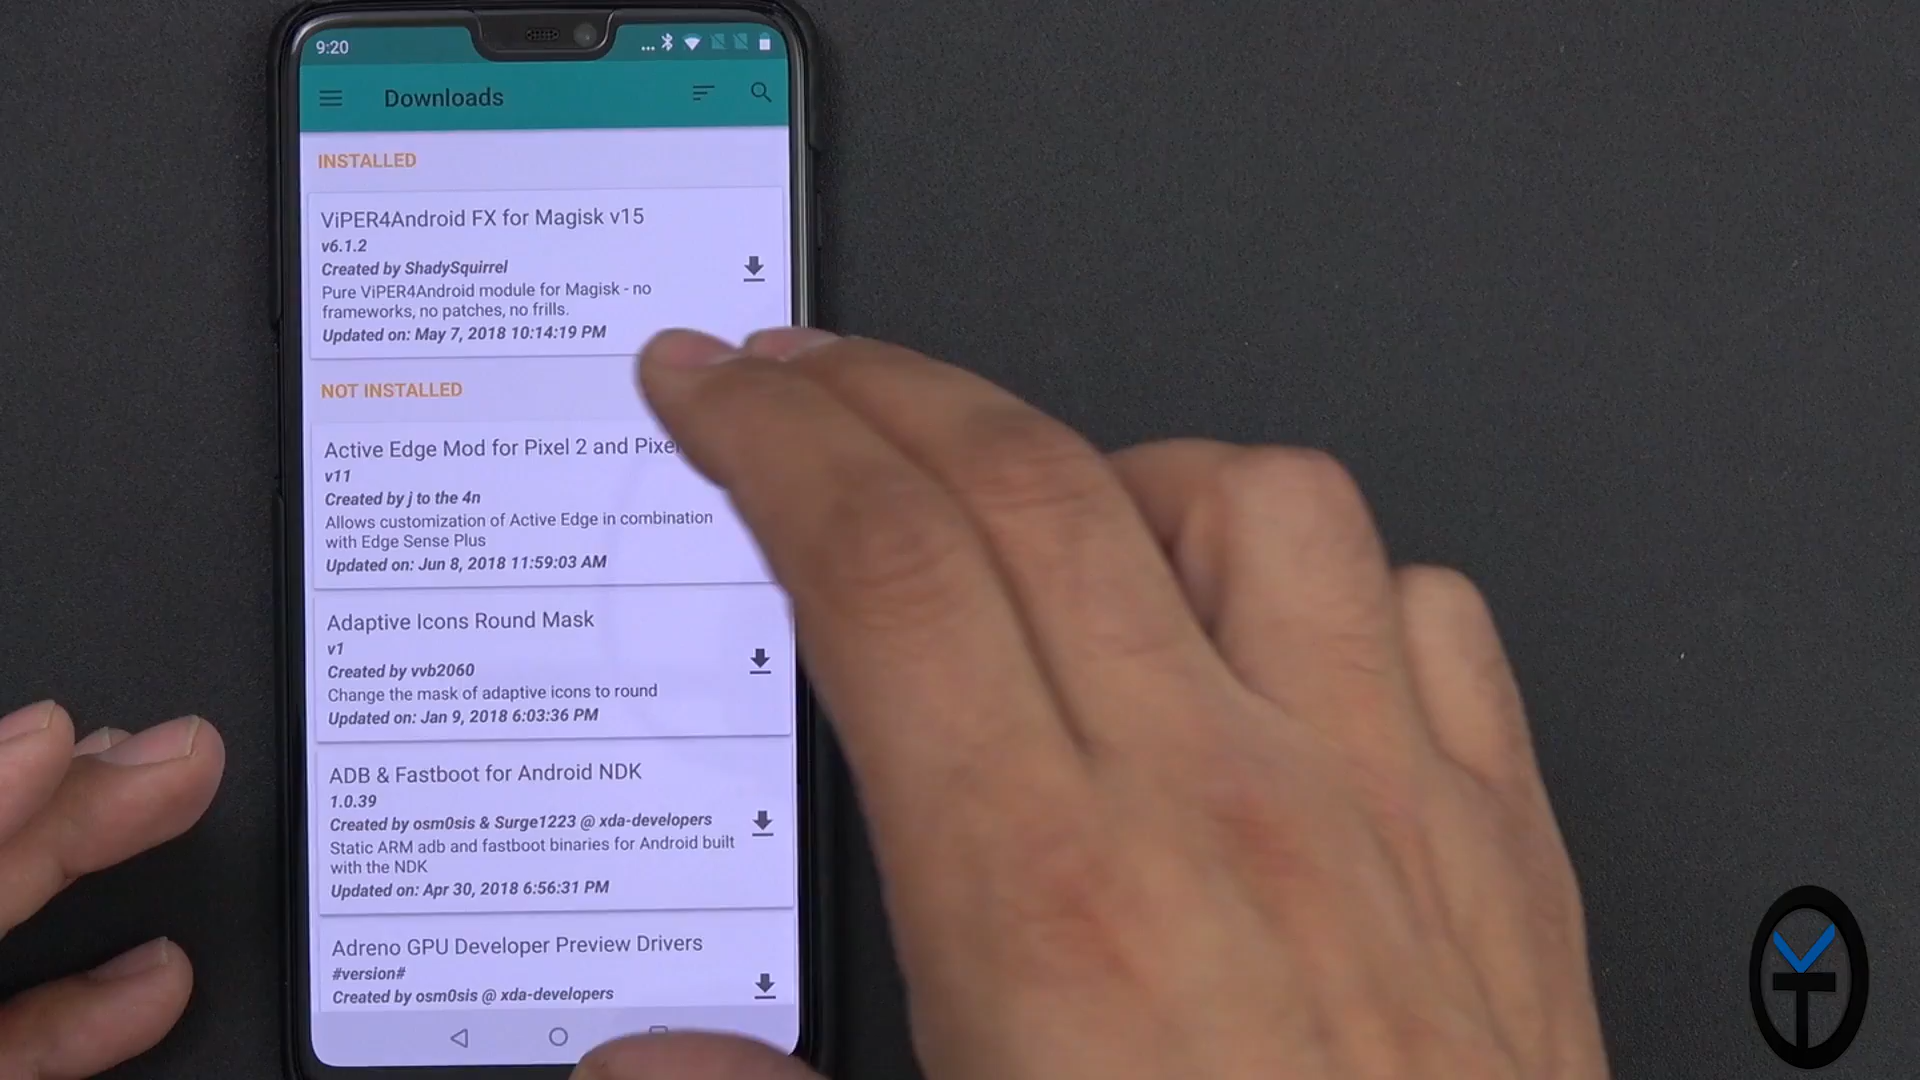 9:20
Downloads
INSTALLED
ViPER4Android FX for Magisk v15
v6.1.2
Created by ShadySquirrel
Pure ViPER4Android module for Magisk - no
frameworks, no patches, no frills.
Updated on: May 7, 2018 10:14:19 PM
NOT INSTALLED
Active Edge Mod for Pixel 2 and
v11
Created by j to the 4n
Allows customization of Active Edge in combination
with Edge Sense Plus
Updated on: Jun 8, 2018 11:59:03 AM
Adaptive Icons Round Mask
v1
Created by vvb2060
Change the mask of adaptive icons to round
Updated on: Jan 9, 2018 6:03:36 PM
ADB & Fastboot for Android NDK
1.0.39
Created by osm0sis & Surge1223 @ xda-developers
Static ARM adb and fastboot binaries for Android built
with the NDK
Updated on: Apr 30, 2018 6:56:31 PM
Adreno GPU Developer Preview Drivers
#version#
Created by osm0sis @ xda-developers